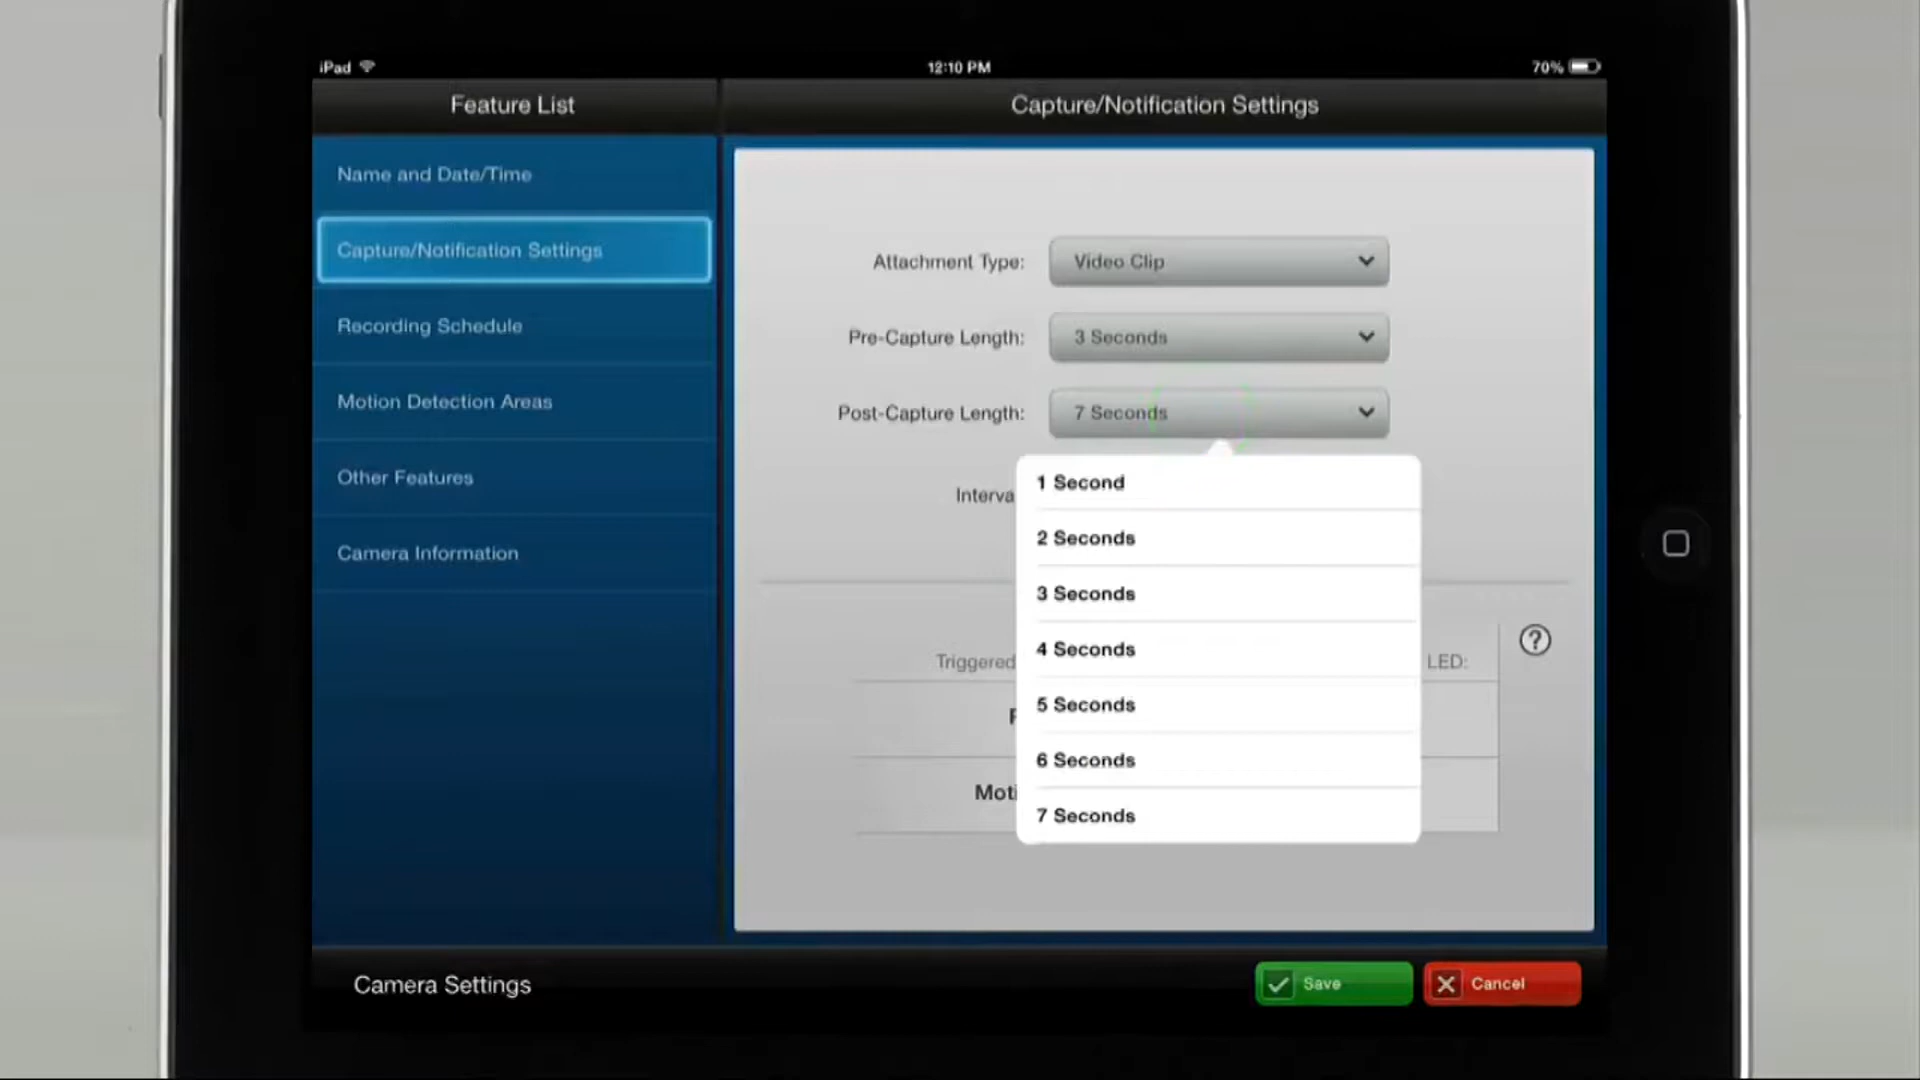 iPad
12:10 PM
70%
Feature List
Capture/Notification Settings
Name and Date/Time
Capture/Notification Settings
Recording Schedule
Motion Detection Areas
Other Features
Camera Information
Attachment Type: Video Clip
Pre-Capture Length: 3 Seconds
Post-Capture Length: 7 Seconds
1 Second
2 Seconds
3 Seconds
4 Seconds
5 Seconds
6 Seconds
7 Seconds
Interva
Triggered
LED:
?
Moti
Camera Settings
Save
Cancel